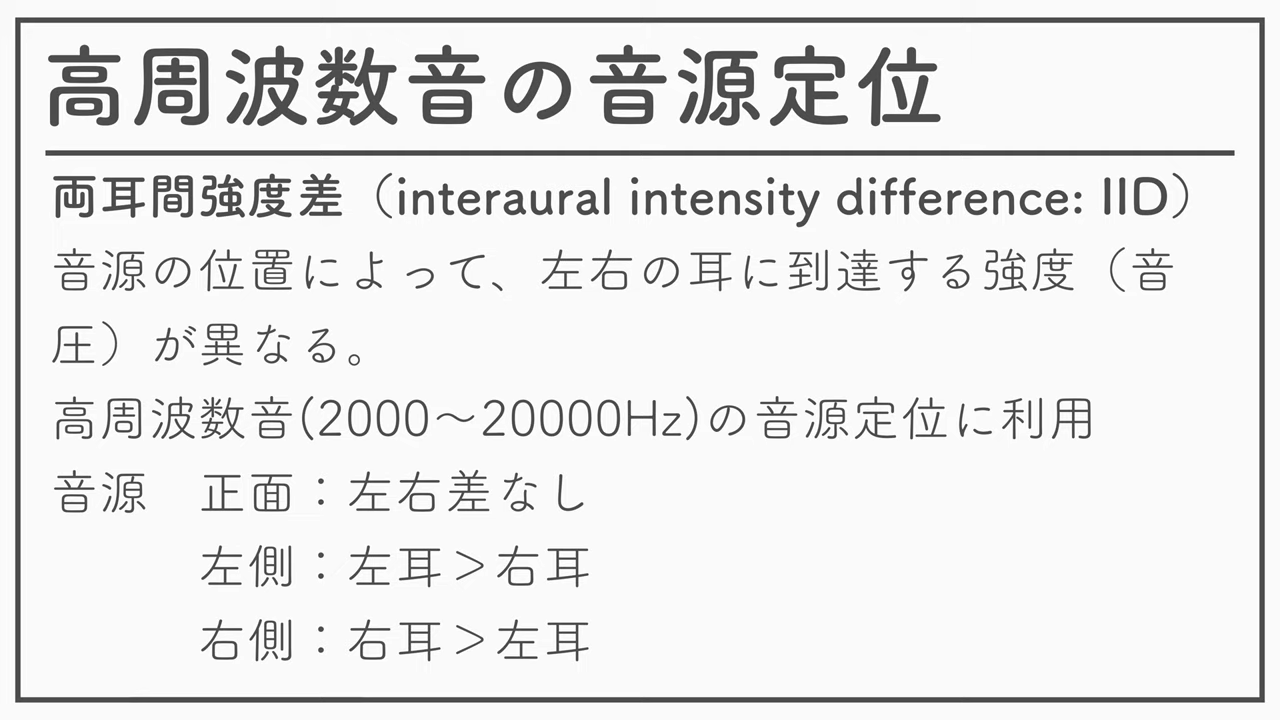 高周波数音の音源定位
両耳間強度差（interaural intensity difference: IID）
音源の位置によって、左右の耳に到達する強度（音
圧）が異なる。
高周波数音(2000～20000Hz)の音源定位に利用
音源　正面：左右差なし
左側：左耳＞右耳
右側：右耳＞左耳